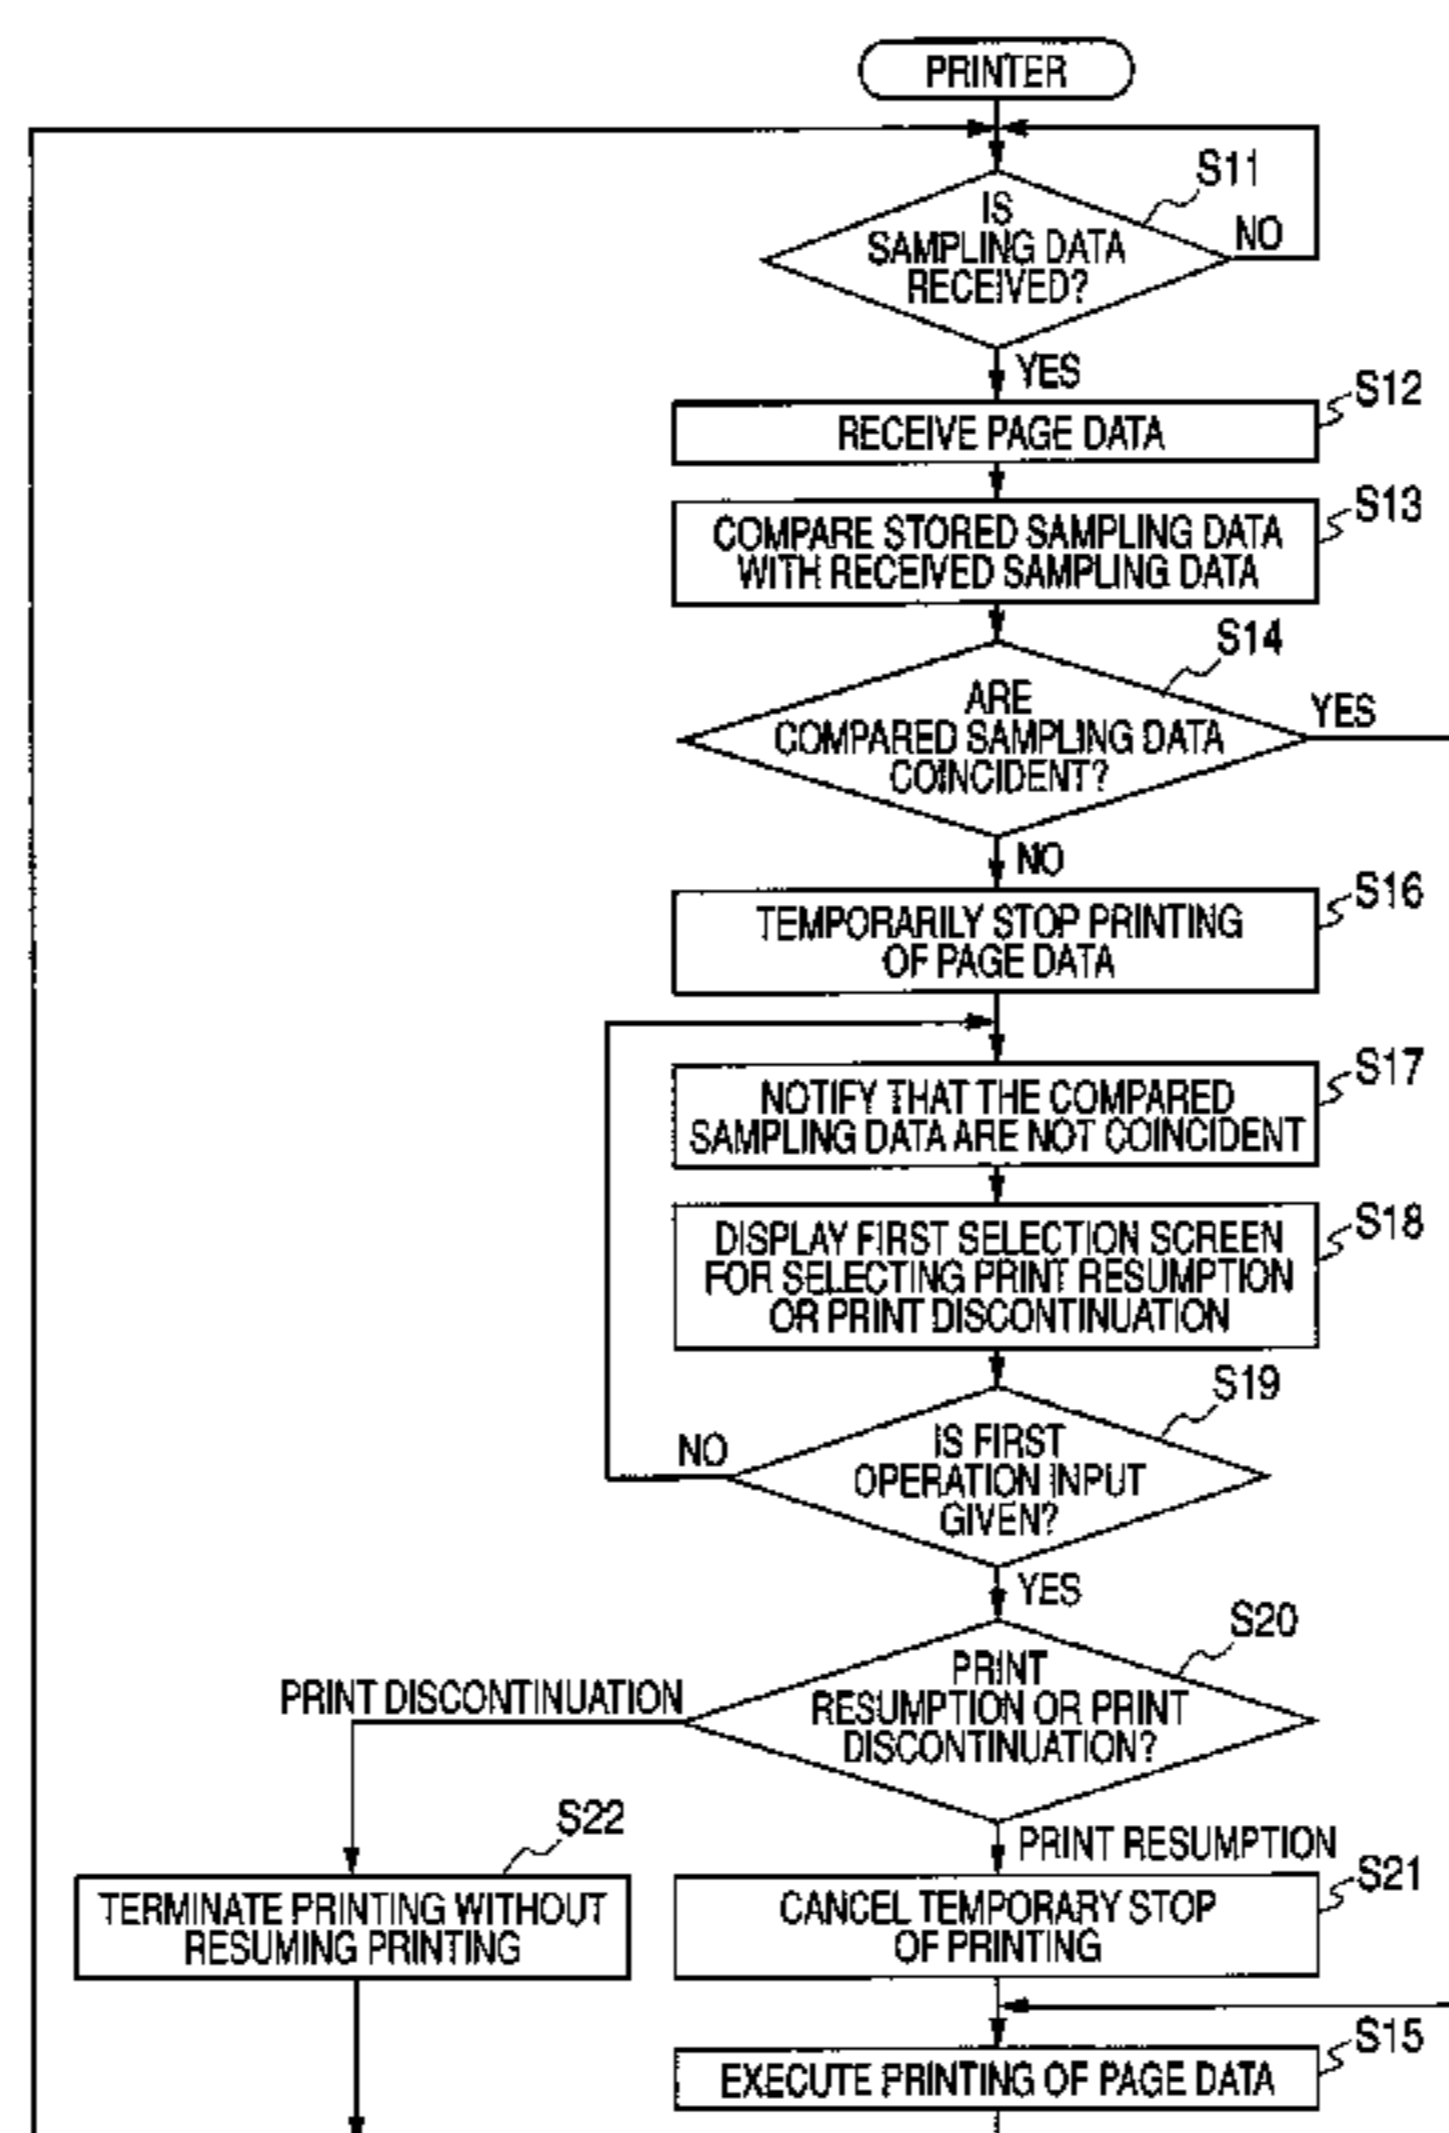 PRINTER
S11
IS
SAMPLING DATA
RECEIVED?
NO
YES
S12
RECEIVE PAGE DATA
S13
COMPARE STORED SAMPLING DATA
WITH RECEIVED SAMPLING DATA
S14
ARE
COMPARED SAMPLING DATA
COINCIDENT?
YES
NO
S16
TEMPORARILY STOP PRINTING
OF PAGE DATA
S17
NOTIFY THAT THE COMPARED
SAMPLING DATA ARE NOT COINCIDENT
S18
DISPLAY FIRST SELECTION SCREEN
FOR SELECTING PRINT RESUMPTION
OR PRINT DISCONTINUATION
S19
IS FIRST
OPERATION INPUT
GIVEN?
NO
YES
S20
PRINT
RESUMPTION OR PRINT
DISCONTINUATION?
PRINT DISCONTINUATION
PRINT RESUMPTION
S22
TERMINATE PRINTING WITHOUT
RESUMING PRINTING
S21
CANCEL TEMPORARY STOP
OF PRINTING
S15
EXECUTE PRINTING OF PAGE DATA